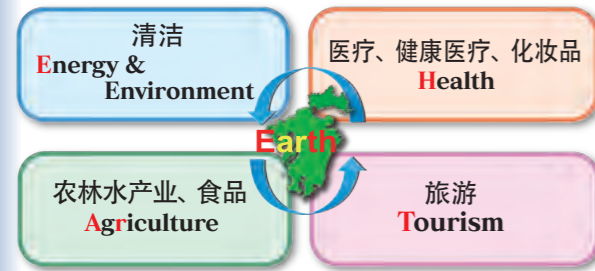 清洁
Energy &
Environment
医疗、健康医疗、化妆品
Health
Earth
农林水产业、食品
Agriculture
旅游
Tourism